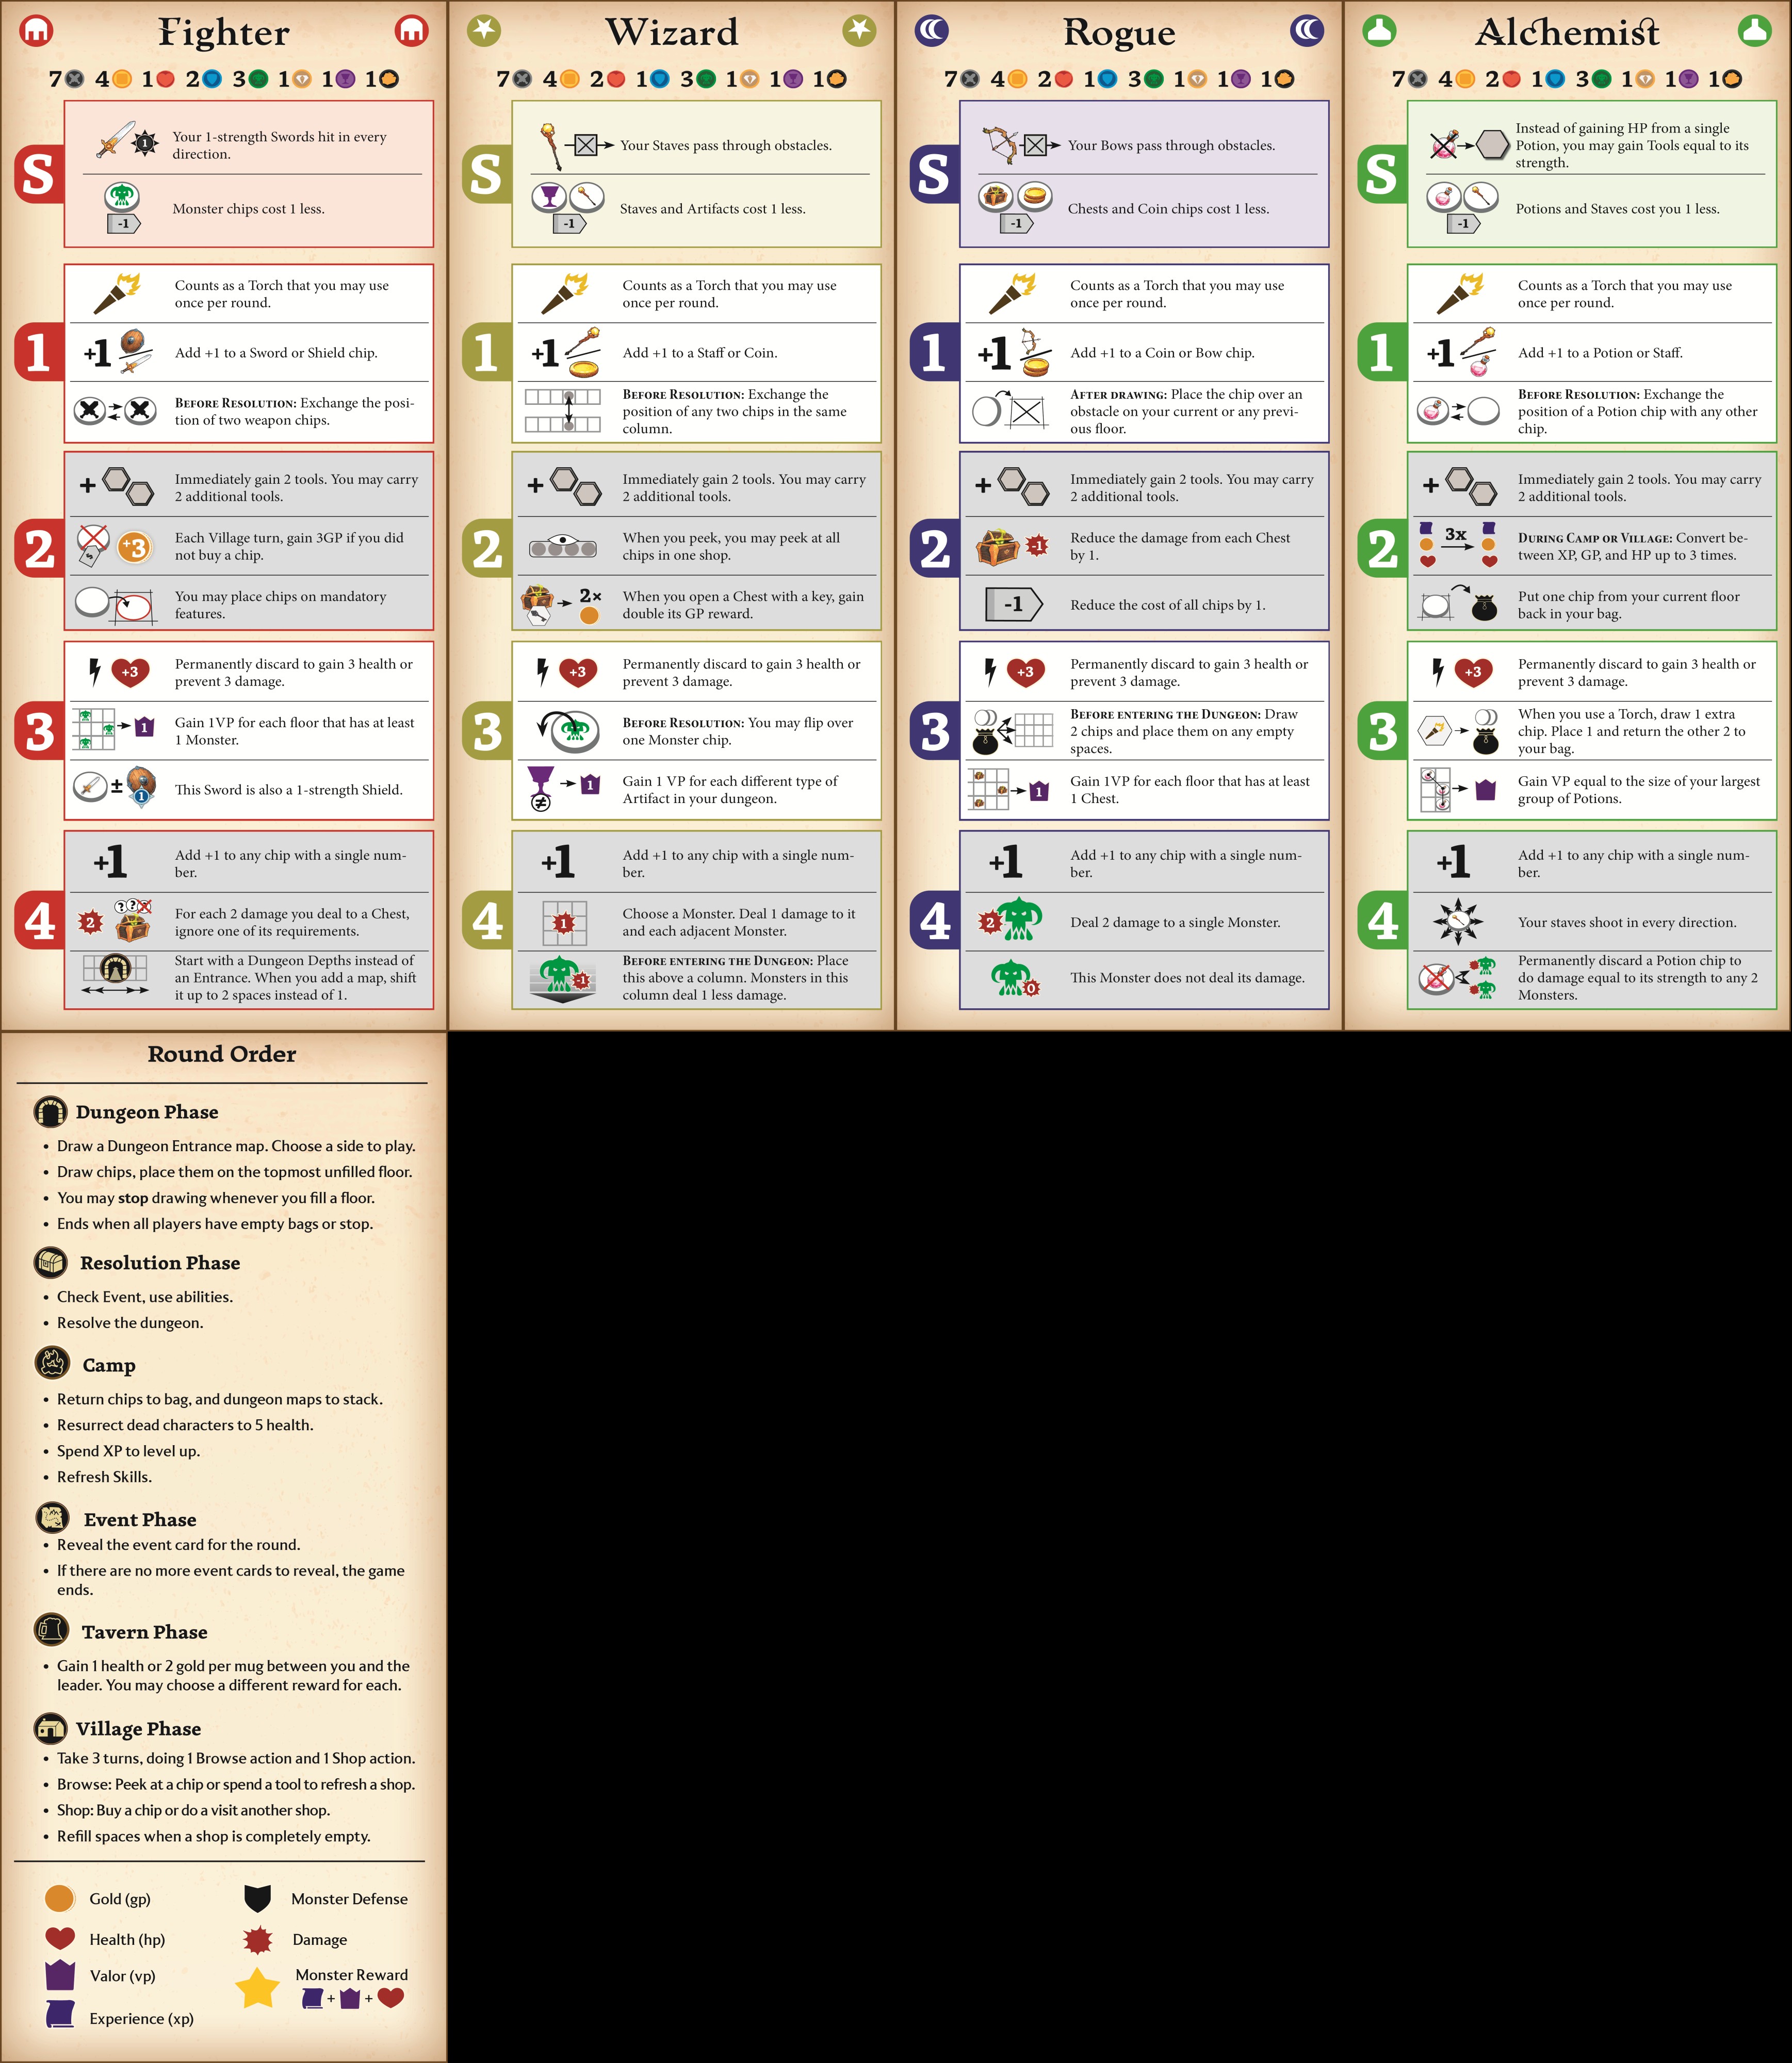 Fighter
7 4 1 2 3 1 1 1
S
1
Your 1-strength Swords hit in every
direction.
-1
Monster chips cost 1 less.
1
Counts as a Torch that you may use
once per round.
+1
Add +1 to a Sword or Shield chip.
Before Resolution: Exchange the posi-
tion of two weapon chips.
2
+
Immediately gain 2 tools. You may carry
2 additional tools.
+3
Each Village turn, gain 3GP if you did
not buy a chip.
You may place chips on mandatory
features.
3
+3
Permanently discard to gain 3 health or
prevent 3 damage.
1
Gain 1VP for each floor that has at least
1 Monster.
±
1
This Sword is also a 1-strength Shield.
4
+1
Add +1 to any chip with a single num-
ber.
2
? ? ?
For each 2 damage you deal to a Chest,
ignore one of its requirements.
Start with a Dungeon Depths instead of
an Entrance. When you add a map, shift
it up to 2 spaces instead of 1.
Wizard
7 4 2 1 3 1 1 1
S
Your Staves pass through obstacles.
-1
Staves and Artifacts cost 1 less.
1
Counts as a Torch that you may use
once per round.
+1
Add +1 to a Staff or Coin.
Before Resolution: Exchange the
position of any two chips in the same
column.
2
+
Immediately gain 2 tools. You may carry
2 additional tools.
When you peek, you may peek at all
chips in one shop.
2×
When you open a Chest with a key, gain
double its GP reward.
3
+3
Permanently discard to gain 3 health or
prevent 3 damage.
Before Resolution: You may flip over
one Monster chip.
≠
1
Gain 1 VP for each different type of
Artifact in your dungeon.
4
+1
Add +1 to any chip with a single num-
ber.
1
Choose a Monster. Deal 1 damage to it
and each adjacent Monster.
-1
Before entering the Dungeon: Place
this above a column. Monsters in this
column deal 1 less damage.
Rogue
7 4 2 1 3 1 1 1
S
Your Bows pass through obstacles.
-1
Chests and Coin chips cost 1 less.
1
Counts as a Torch that you may use
once per round.
+1
Add +1 to a Coin or Bow chip.
After drawing: Place the chip over an
obstacle on your current or any previ-
ous floor.
2
+
Immediately gain 2 tools. You may carry
2 additional tools.
-1
Reduce the damage from each Chest
by 1.
-1
Reduce the cost of all chips by 1.
3
+3
Permanently discard to gain 3 health or
prevent 3 damage.
Before entering the Dungeon: Draw
2 chips and place them on any empty
spaces.
1
Gain 1VP for each floor that has at least
1 Chest.
4
+1
Add +1 to any chip with a single num-
ber.
2
Deal 2 damage to a single Monster.
0
This Monster does not deal its damage.
Alchemist
7 4 2 1 3 1 1 1
S
Instead of gaining HP from a single
Potion, you may gain Tools equal to its
strength.
-1
Potions and Staves cost you 1 less.
1
Counts as a Torch that you may use
once per round.
+1
Add +1 to a Potion or Staff.
Before Resolution: Exchange the
position of a Potion chip with any other
chip.
2
+
Immediately gain 2 tools. You may carry
2 additional tools.
3x
During Camp or Village: Convert be-
tween XP, GP, and HP up to 3 times.
Put one chip from your current floor
back in your bag.
3
+3
Permanently discard to gain 3 health or
prevent 3 damage.
When you use a Torch, draw 1 extra
chip. Place 1 and return the other 2 to
your bag.
Gain VP equal to the size of your largest
group of Potions.
4
+1
Add +1 to any chip with a single num-
ber.
Your staves shoot in every direction.
Permanently discard a Potion chip to
do damage equal to its strength to any 2
Monsters.
Round Order
Dungeon Phase
• Draw a Dungeon Entrance map. Choose a side to play.
• Draw chips, place them on the topmost unfilled floor.
• You may stop drawing whenever you fill a floor.
• Ends when all players have empty bags or stop.
Resolution Phase
• Check Event, use abilities.
• Resolve the dungeon.
Camp
• Return chips to bag, and dungeon maps to stack.
• Resurrect dead characters to 5 health.
• Spend XP to level up.
• Refresh Skills.
Event Phase
• Reveal the event card for the round.
• If there are no more event cards to reveal, the game
ends.
Tavern Phase
• Gain 1 health or 2 gold per mug between you and the
leader. You may choose a different reward for each.
Village Phase
• Take 3 turns, doing 1 Browse action and 1 Shop action.
• Browse: Peek at a chip or spend a tool to refresh a shop.
• Shop: Buy a chip or do a visit another shop.
• Refill spaces when a shop is completely empty.
Gold (gp)
Health (hp)
Valor (vp)
Experience (xp)
Monster Defense
Damage
Monster Reward
+ +